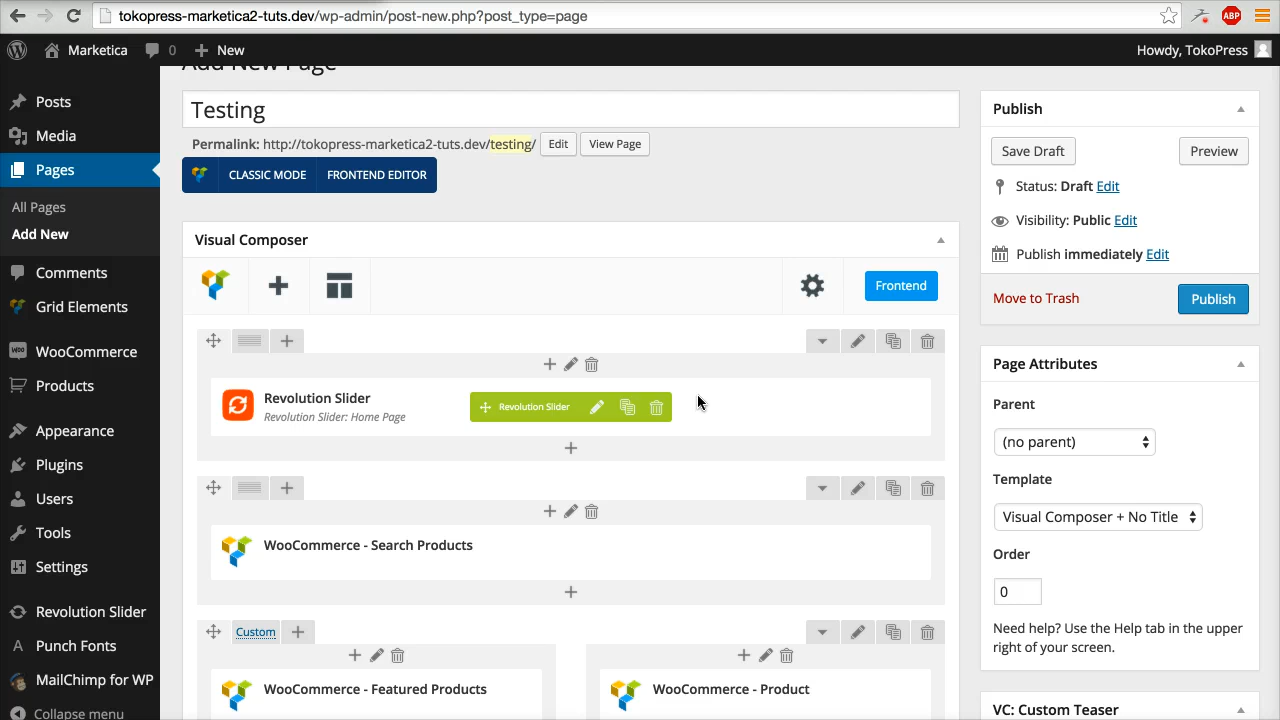 tokopress-marketica2-tuts.dev/wp-admin/post-new.php?post_type=page
ABP
Marketica
0
New
Howdy, TokoPress
Add New Page
Posts
Media
Pages
All Pages
Add New
Comments
Grid Elements
WooCommerce
Products
Appearance
Plugins
Users
Tools
Settings
Revolution Slider
Punch Fonts
MailChimp for WP
Collapse menu
Testing
Permalink: http://tokopress-marketica2-tuts.dev/testing/
Edit
View Page
CLASSIC MODE
FRONTEND EDITOR
Visual Composer
Frontend
Revolution Slider
Revolution Slider: Home Page
Revolution Slider
WooCommerce - Search Products
Custom
WooCommerce - Featured Products
WooCommerce - Product
Publish
Save Draft
Preview
Status: Draft Edit
Visibility: Public Edit
Publish immediately Edit
Move to Trash
Publish
Page Attributes
Parent
(no parent)
Template
Visual Composer + No Title
Order
0
Need help? Use the Help tab in the upper
right of your screen.
VC: Custom Teaser